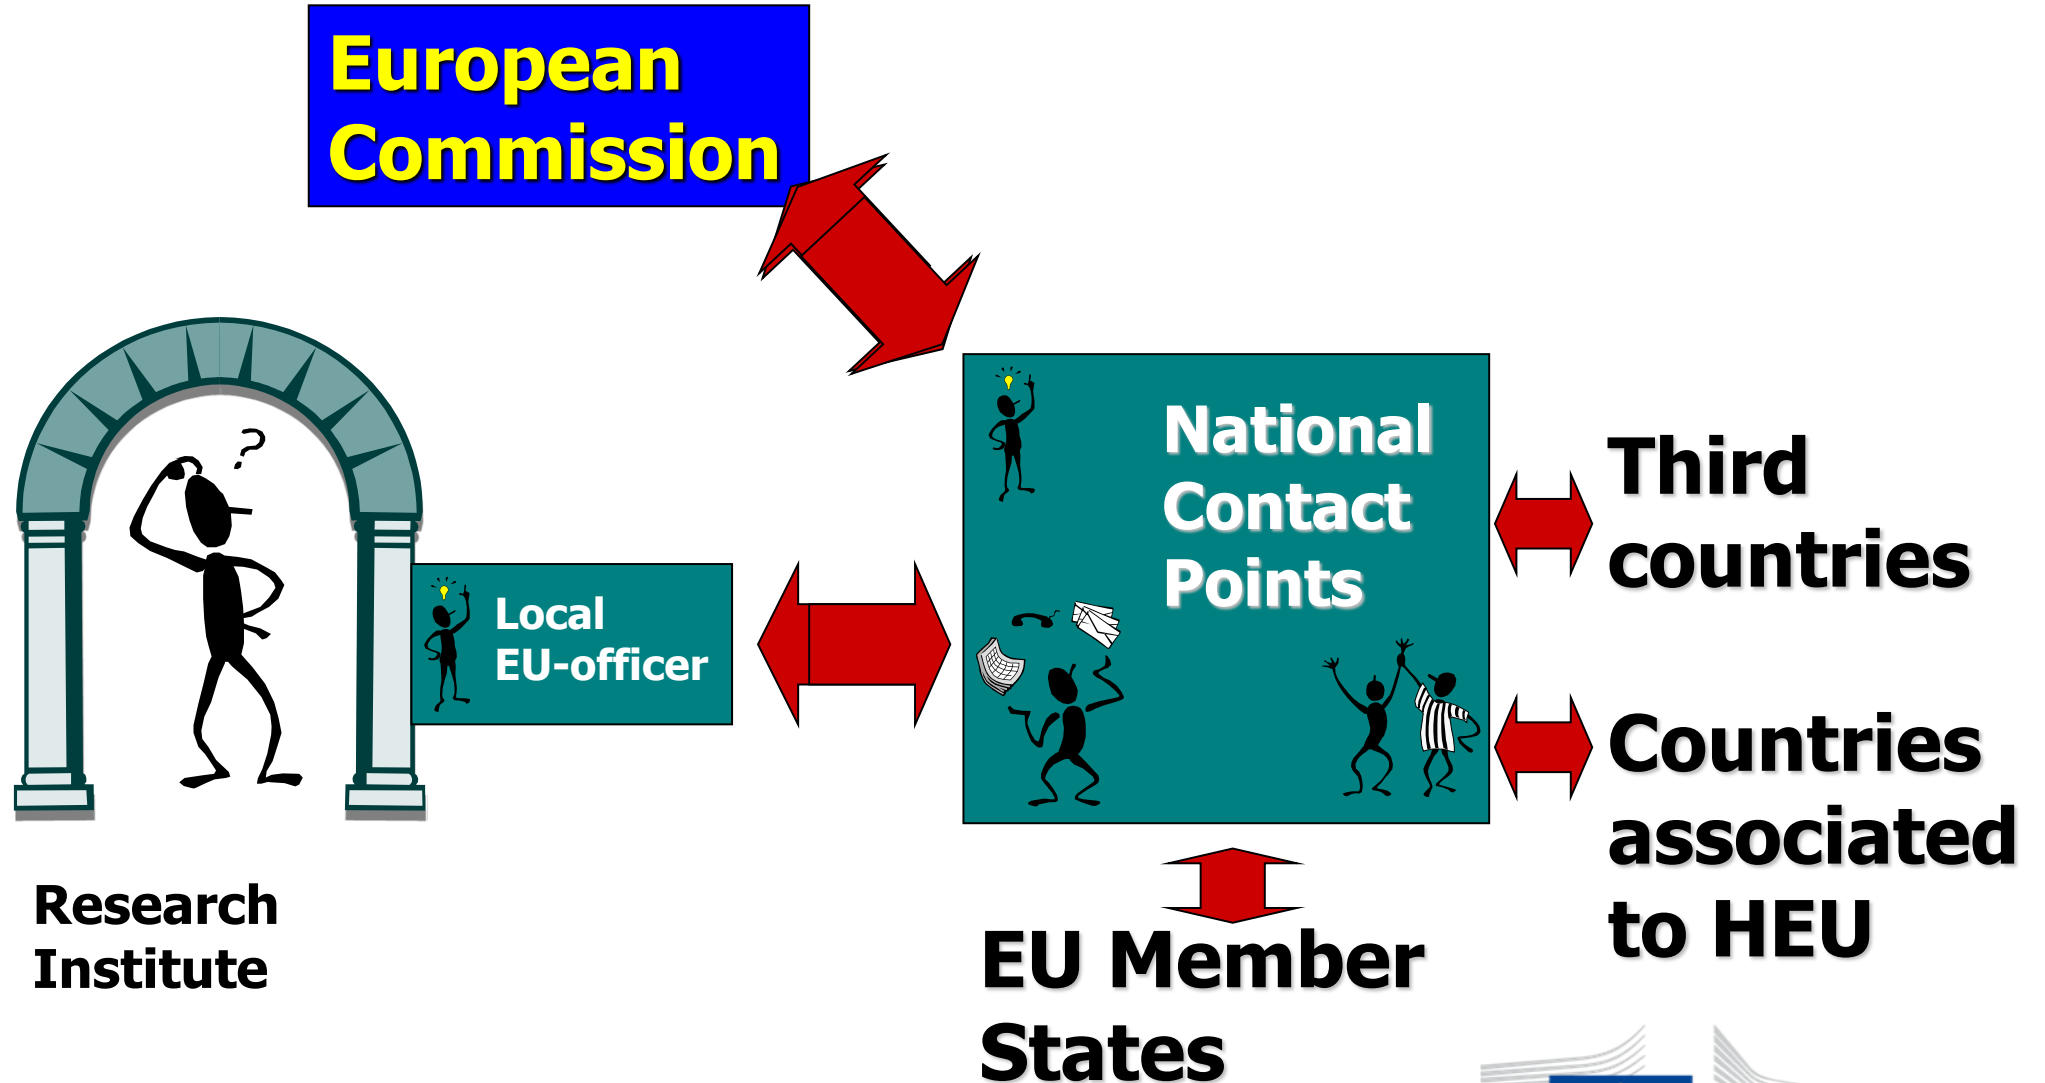 European
Commission
National
Contact
Points
Third
countries
?
Local
EU-officer
Countries
associated
to HEU
Research
Institute
EU Member
States